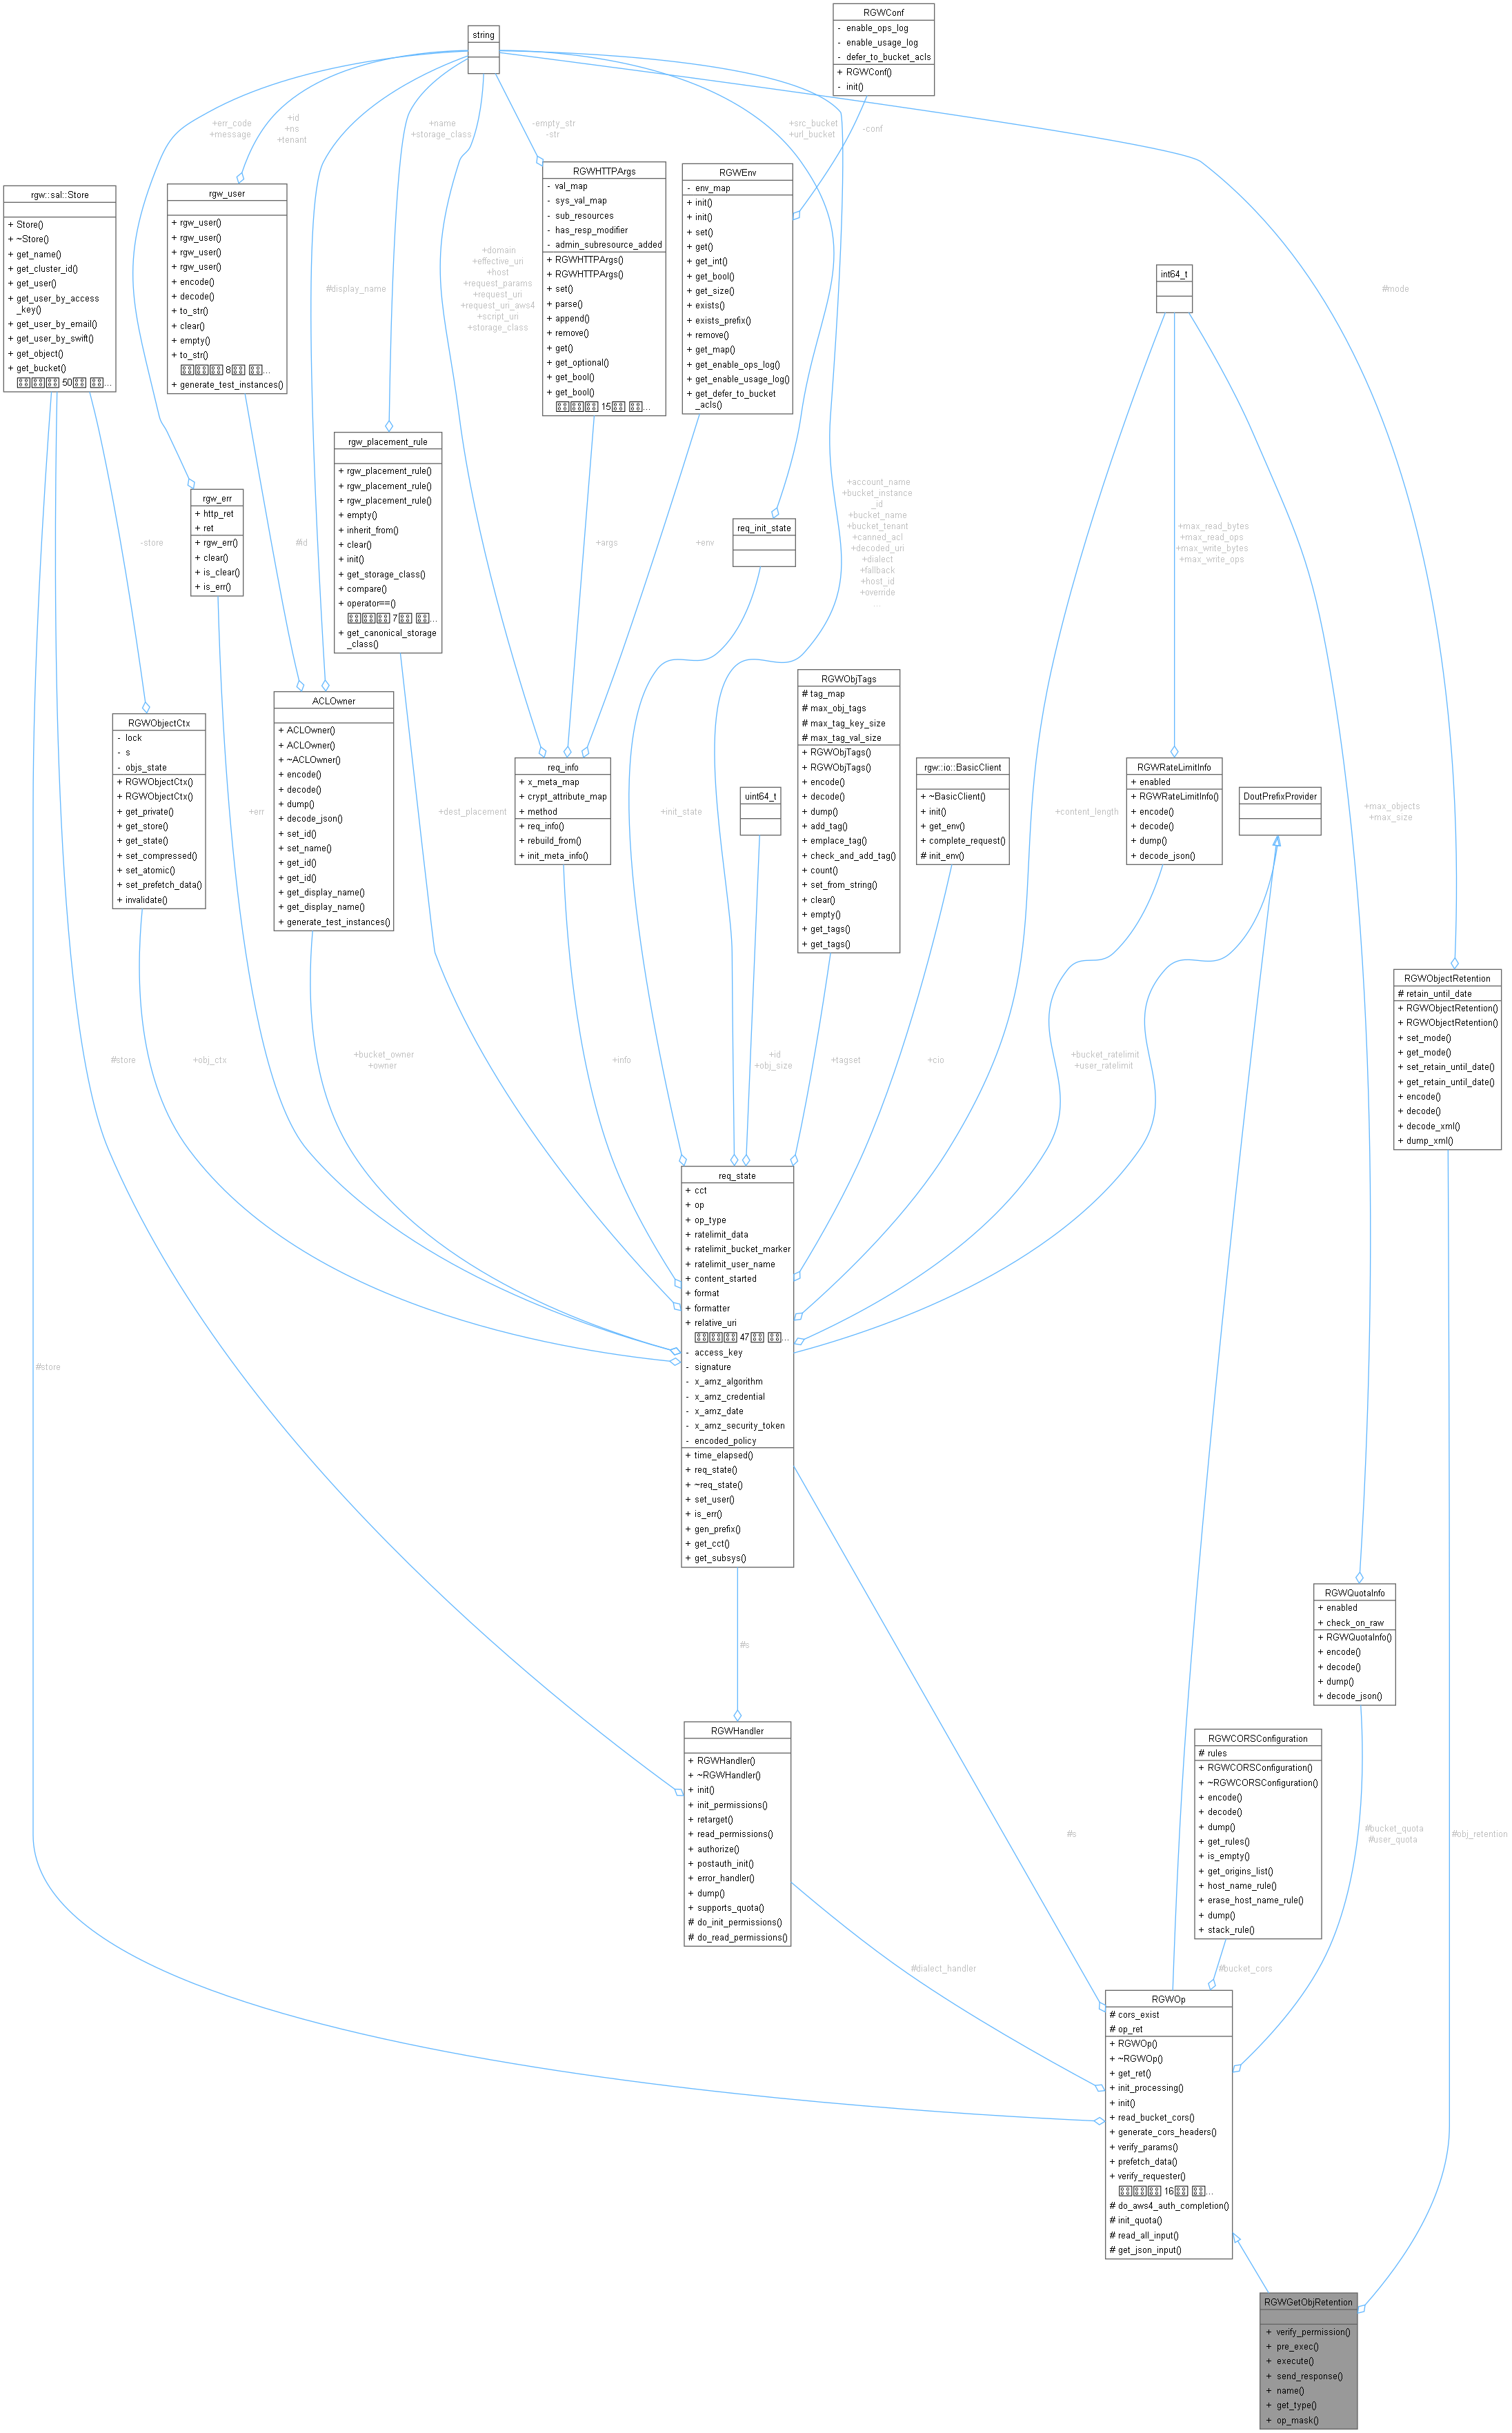 RGWConf
- enable_ops_log
- enable_usage_log
- defer_to_bucket_acls
+ RGWConf()
- init()
string
+err_code
+message
+id
+ns
+tenant
+name
+storage_class
-empty_str
-str
+src_bucket
+url_bucket
-conf
rgw::sal::Store
+ Store()
+ ~Store()
+ get_name()
+ get_cluster_id()
+ get_user()
+ get_user_by_access
_key()
+ get_user_by_email()
+ get_user_by_swift()
+ get_object()
+ get_bucket()
50
...
rgw_user
+ rgw_user()
+ rgw_user()
+ rgw_user()
+ rgw_user()
+ encode()
+ decode()
+ to_str()
+ clear()
+ empty()
+ to_str()
8
...
+ generate_test_instances()
#display_name
+domain
+effective_uri
+host
+request_params
+request_uri
+request_uri_aws4
+script_uri
+storage_class
RGWHTTPArgs
- val_map
- sys_val_map
- sub_resources
- has_resp_modifier
- admin_subresource_added
+ RGWHTTPArgs()
+ RGWHTTPArgs()
+ set()
+ parse()
+ append()
+ remove()
+ get()
+ get_optional()
+ get_bool()
+ get_bool()
15
...
RGWEnv
- env_map
+ init()
+ init()
+ set()
+ get()
+ get_int()
+ get_bool()
+ get_size()
+ exists()
+ exists_prefix()
+ remove()
+ get_map()
+ get_enable_ops_log()
+ get_enable_usage_log()
+ get_defer_to_bucket
_acls()
int64_t
#mode
rgw_placement_rule
+ rgw_placement_rule()
+ rgw_placement_rule()
+ rgw_placement_rule()
+ empty()
+ inherit_from()
+ clear()
+ init()
+ get_storage_class()
+ compare()
+ operator==()
7
...
+ get_canonical_storage
_class()
rgw_err
+ http_ret
+ ret
+ rgw_err()
+ clear()
+ is_clear()
+ is_err()
-store
#id
+args
+env
req_init_state
+account_name
+bucket_instance
_id
+bucket_name
+bucket_tenant
+canned_acl
+decoded_uri
+dialect
+fallback
+host_id
+override
...
+max_read_bytes
+max_read_ops
+max_write_bytes
+max_write_ops
RGWObjectCtx
- lock
- s
- objs_state
+ RGWObjectCtx()
+ RGWObjectCtx()
+ get_private()
+ get_store()
+ get_state()
+ set_compressed()
+ set_atomic()
+ set_prefetch_data()
+ invalidate()
+err
ACLOwner
+ ACLOwner()
+ ACLOwner()
+ ~ACLOwner()
+ encode()
+ decode()
+ dump()
+ decode_json()
+ set_id()
+ set_name()
+ get_id()
+ get_id()
+ get_display_name()
+ get_display_name()
+ generate_test_instances()
+dest_placement
req_info
+ x_meta_map
+ crypt_attribute_map
+ method
+ req_info()
+ rebuild_from()
+ init_meta_info()
+init_state
uint64_t
RGWObjTags
# tag_map
# max_obj_tags
# max_tag_key_size
# max_tag_val_size
+ RGWObjTags()
+ RGWObjTags()
+ encode()
+ decode()
+ dump()
+ add_tag()
+ emplace_tag()
+ check_and_add_tag()
+ count()
+ set_from_string()
+ clear()
+ empty()
+ get_tags()
+ get_tags()
rgw::io::BasicClient
+ ~BasicClient()
+ init()
+ get_env()
+ complete_request()
# init_env()
+content_length
RGWRateLimitInfo
+ enabled
+ RGWRateLimitInfo()
+ encode()
+ decode()
+ dump()
+ decode_json()
DoutPrefixProvider
+max_objects
+max_size
RGWObjectRetention
# retain_until_date
+ RGWObjectRetention()
+ RGWObjectRetention()
+ set_mode()
+ get_mode()
+ set_retain_until_date()
+ get_retain_until_date()
+ encode()
+ decode()
+ decode_xml()
+ dump_xml()
#store
+obj_ctx
+bucket_owner
+owner
+info
+id
+obj_size
+tagset
+cio
+bucket_ratelimit
+user_ratelimit
req_state
+ cct
+ op
+ op_type
+ ratelimit_data
+ ratelimit_bucket_marker
+ ratelimit_user_name
+ content_started
+ format
+ formatter
+ relative_uri
47
...
- access_key
- signature
- x_amz_algorithm
- x_amz_credential
- x_amz_date
- x_amz_security_token
- encoded_policy
+ time_elapsed()
+ req_state()
+ ~req_state()
+ set_user()
+ is_err()
+ gen_prefix()
+ get_cct()
+ get_subsys()
#store
#s
RGWQuotaInfo
+ enabled
+ check_on_raw
+ RGWQuotaInfo()
+ encode()
+ decode()
+ dump()
+ decode_json()
RGWHandler
+ RGWHandler()
+ ~RGWHandler()
+ init()
+ init_permissions()
+ retarget()
+ read_permissions()
+ authorize()
+ postauth_init()
+ error_handler()
+ dump()
+ supports_quota()
# do_init_permissions()
# do_read_permissions()
#s
RGWCORSConfiguration
# rules
+ RGWCORSConfiguration()
+ ~RGWCORSConfiguration()
+ encode()
+ decode()
+ dump()
+ get_rules()
+ is_empty()
+ get_origins_list()
+ host_name_rule()
+ erase_host_name_rule()
+ dump()
+ stack_rule()
#bucket_quota
#user_quota
#obj_retention
#dialect_handler
#bucket_cors
RGWOp
# cors_exist
# op_ret
+ RGWOp()
+ ~RGWOp()
+ get_ret()
+ init_processing()
+ init()
+ read_bucket_cors()
+ generate_cors_headers()
+ verify_params()
+ prefetch_data()
+ verify_requester()
16
...
# do_aws4_auth_completion()
# init_quota()
# read_all_input()
# get_json_input()
RGWGetObjRetention
+ verify_permission()
+ pre_exec()
+ execute()
+ send_response()
+ name()
+ get_type()
+ op_mask()